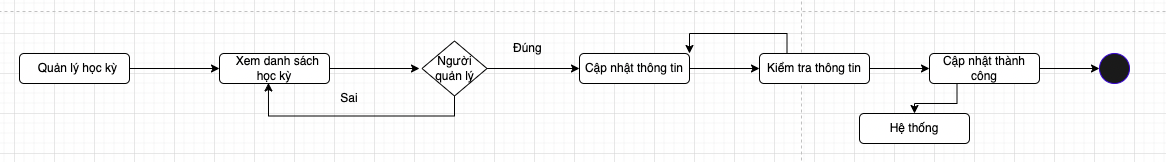 Quản lý học kỳ
Xem danh sách
học kỳ
Người
quản lý
Đúng
Sai
Cập nhật thông tin
Kiểm tra thông tin
Cập nhật thành
công
Hệ thống